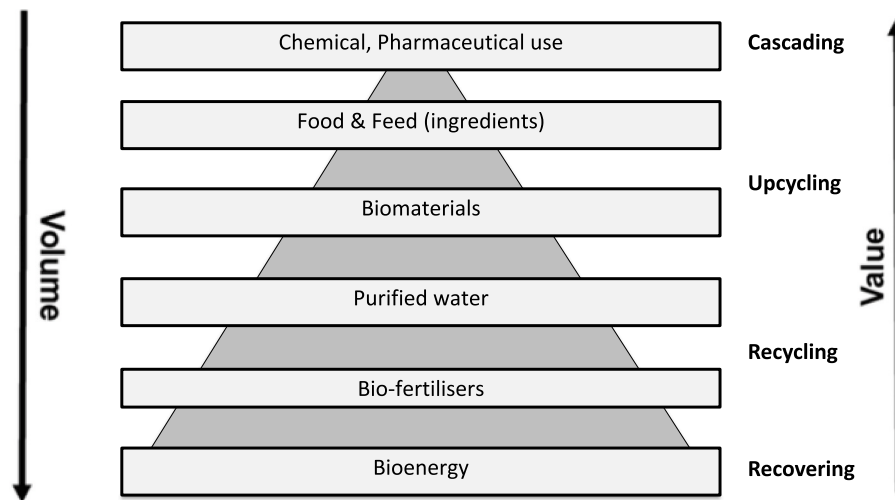 Chemical, Pharmaceutical use
Cascading
Food & Feed (ingredients)
Upcycling
Biomaterials
Volume
Value
Purified water
Recycling
Bio-fertilisers
Bioenergy
Recovering